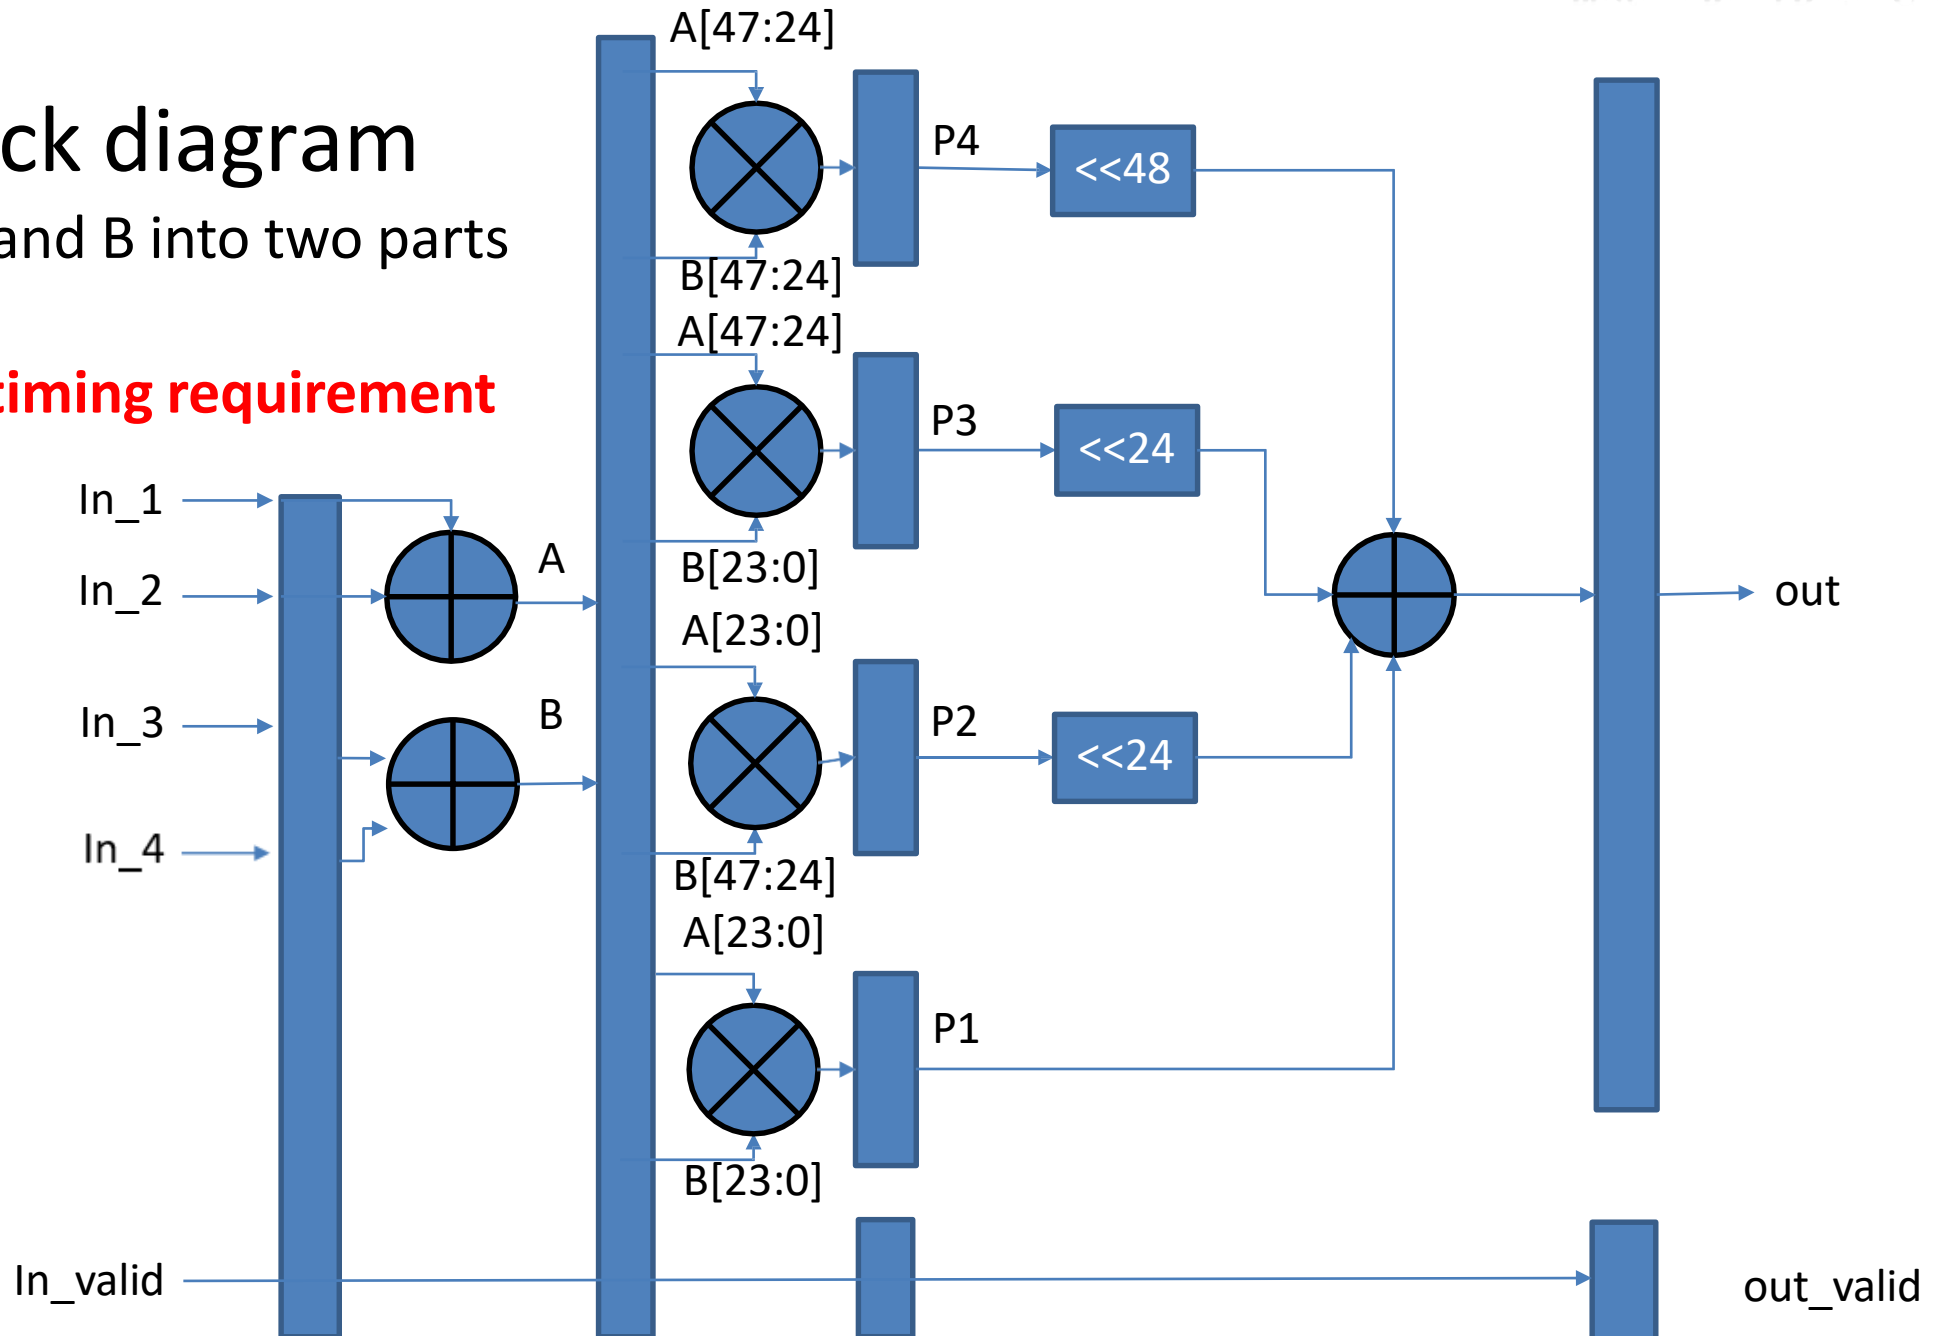 ck diagram
and B into two parts
timing requirement
In_1
In_2
In_3
In_4
In_valid
A
B
A[47:24]
B[47:24]
A[47:24]
B[23:0]
A[23:0]
B[47:24]
A[23:0]
B[23:0]
P4
<<48
P3
<<24
P2
<<24
P1
out
out_valid